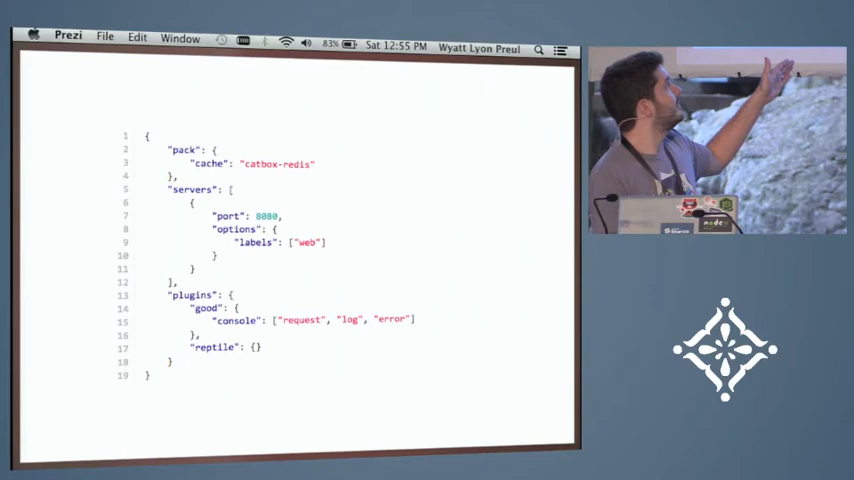 Prezi File Edit Window 83% Sat 12:55 PM Wyatt Lyon Preul
1 {
2 "pack": {
3 "cache": "catbox-redis"
4 },
5 "servers": [
6 {
7 "port": 8080,
8 "options": {
9 "labels": ["web"]
10 }
11 }
12 ],
13 "plugins": {
14 "good": {
15 "console": ["request", "log", "error"]
16 },
17 "reptile": {}
18 }
19 }
node
JS